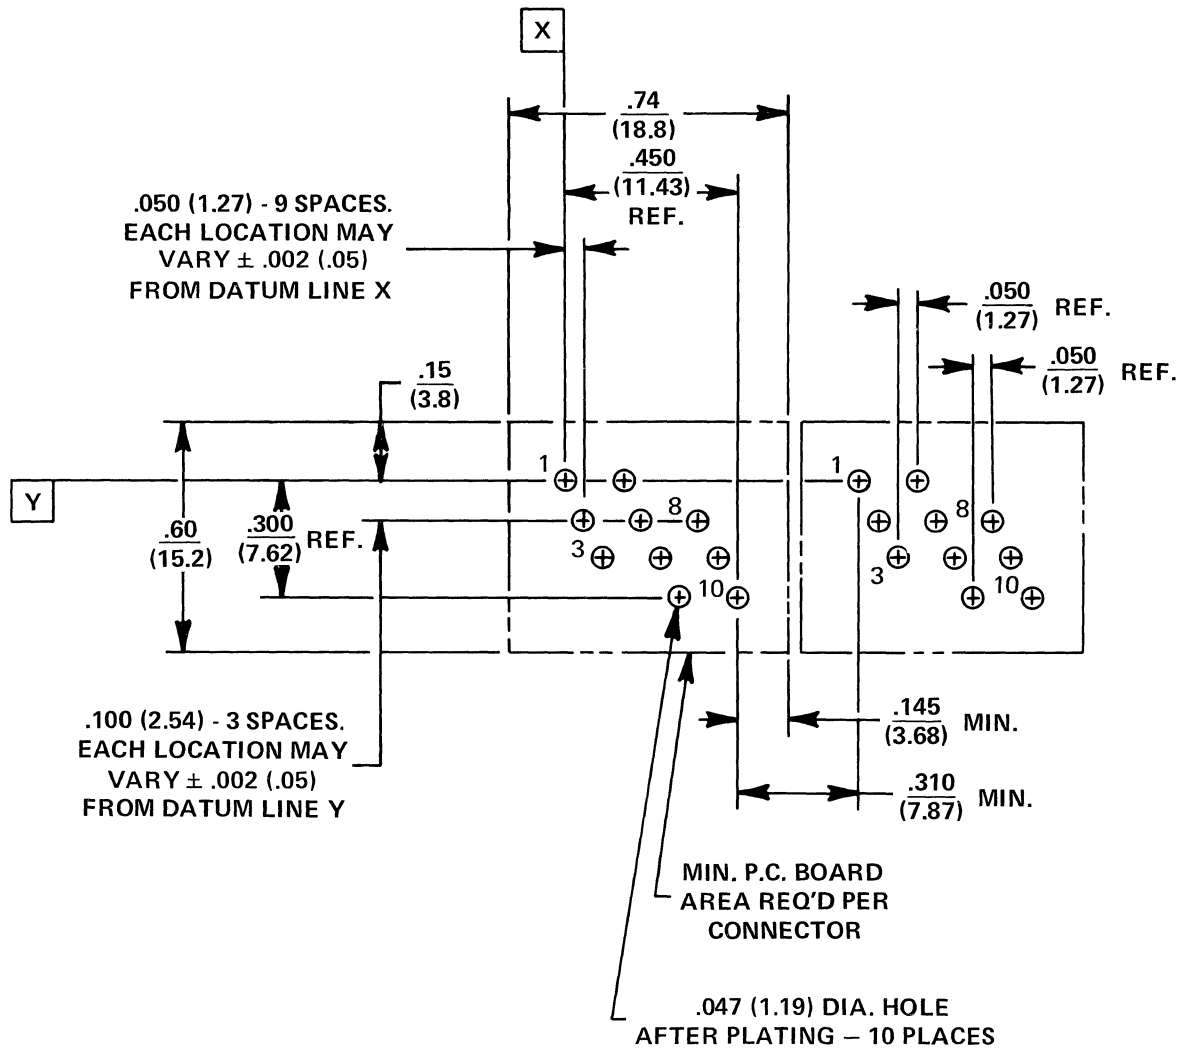 X
.74
(18.8)
.450
(11.43)
REF.
.050 (1.27) - 9 SPACES.
EACH LOCATION MAY
VARY ± .002 (.05)
FROM DATUM LINE X
.050
(1.27) REF.
.050
(1.27) REF.
.15
(3.8)
1
1
Y
8
8
.60
(15.2)
.300
(7.62) REF.
3
3
10
10
.100 (2.54) - 3 SPACES.
EACH LOCATION MAY
VARY ± .002 (.05)
FROM DATUM LINE Y
.145
(3.68) MIN.
.310
(7.87) MIN.
MIN. P.C. BOARD
AREA REQ'D PER
CONNECTOR
.047 (1.19) DIA. HOLE
AFTER PLATING – 10 PLACES